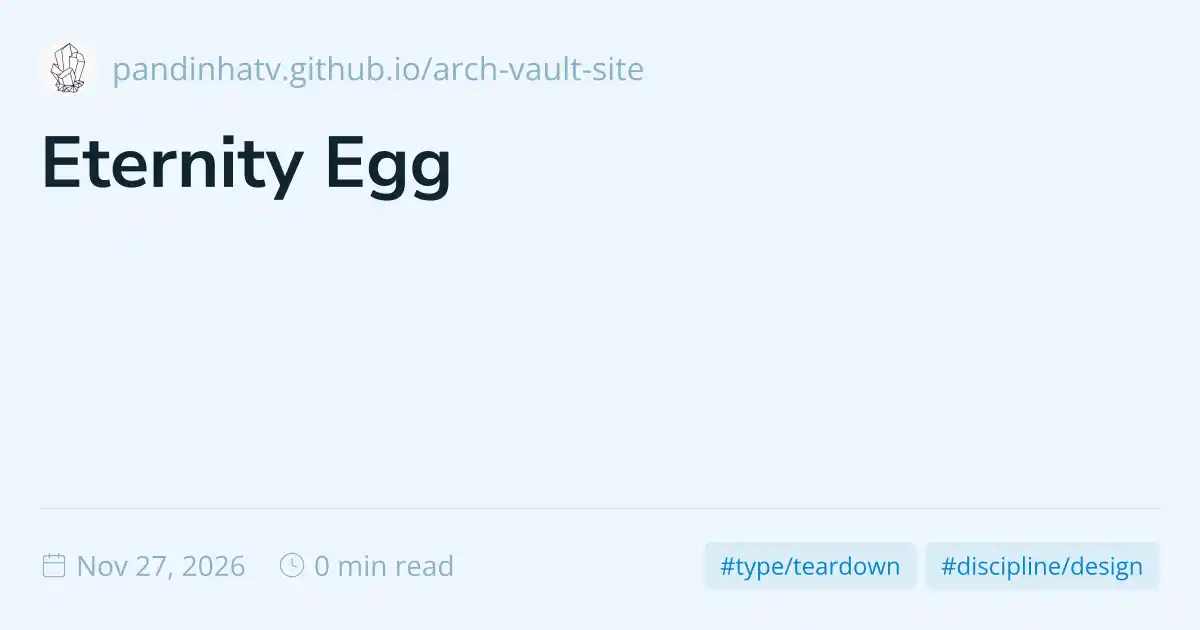 pandinhatv.github.io/arch-vault-site
Eternity Egg
Nov 27, 2026 0 min read #type/teardown #discipline/design